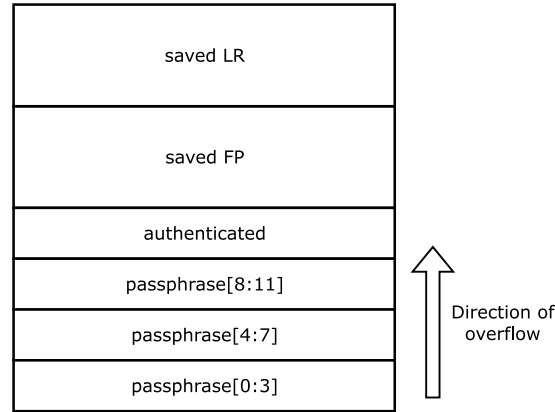 saved LR
saved FP
authenticated
passphrase[8:11]
passphrase[4:7]
passphrase[0:3]
Direction of
overflow